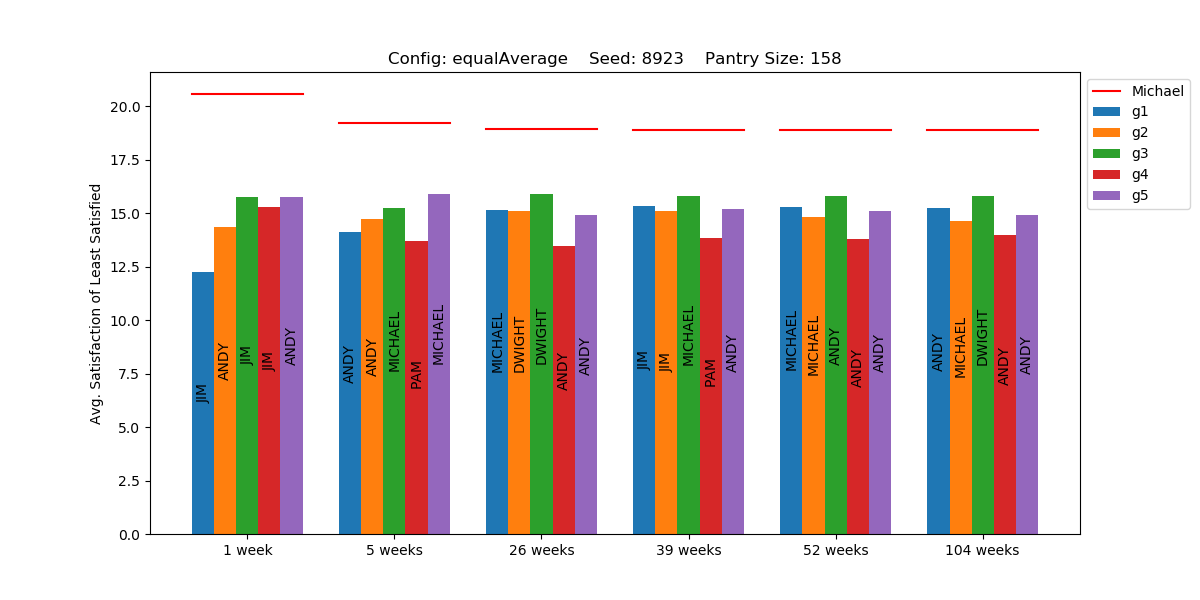 Config: equalAverage    Seed: 8923    Pantry Size: 158
Avg. Satisfaction of Least Satisfied
20.0
17.5
15.0
12.5
10.0
7.5
5.0
2.5
0.0
JIM ANDY JIM JIM ANDY
ANDY ANDY MICHAEL PAM MICHAEL
MICHAEL DWIGHT DWIGHT ANDY ANDY
JIM JIM MICHAEL PAM ANDY
MICHAEL MICHAEL ANDY ANDY ANDY
ANDY MICHAEL DWIGHT ANDY ANDY
1 week 5 weeks 26 weeks 39 weeks 52 weeks 104 weeks
Michael
g1
g2
g3
g4
g5